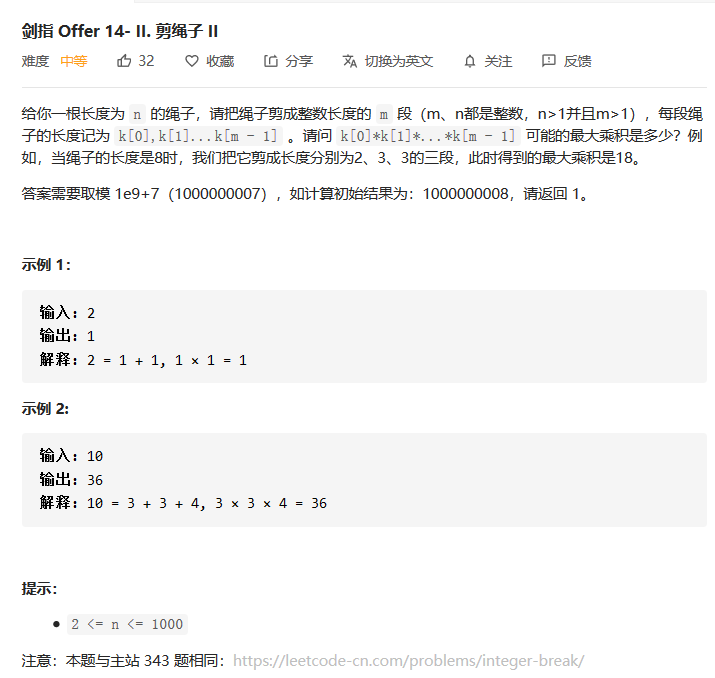 剑指 Offer 14- II. 剪绳子 II
难度 中等 32 收藏 分享 切换为英文 关注 反馈
给你一根长度为 n 的绳子，请把绳子剪成整数长度的 m 段（m、n都是整数，n>1并且m>1），每段绳
子的长度记为 k[0],k[1]...k[m - 1] 。请问 k[0]*k[1]*...*k[m - 1] 可能的最大乘积是多少？例
如，当绳子的长度是8时，我们把它剪成长度分别为2、3、3的三段，此时得到的最大乘积是18。
答案需要取模 1e9+7（1000000007），如计算初始结果为：1000000008，请返回 1。
示例 1：
输入：2
输出：1
解释：2 = 1 + 1, 1 × 1 = 1
示例 2:
输入：10
输出：36
解释：10 = 3 + 3 + 4, 3 × 3 × 4 = 36
提示：
2 <= n <= 1000
注意：本题与主站 343 题相同：https://leetcode-cn.com/problems/integer-break/